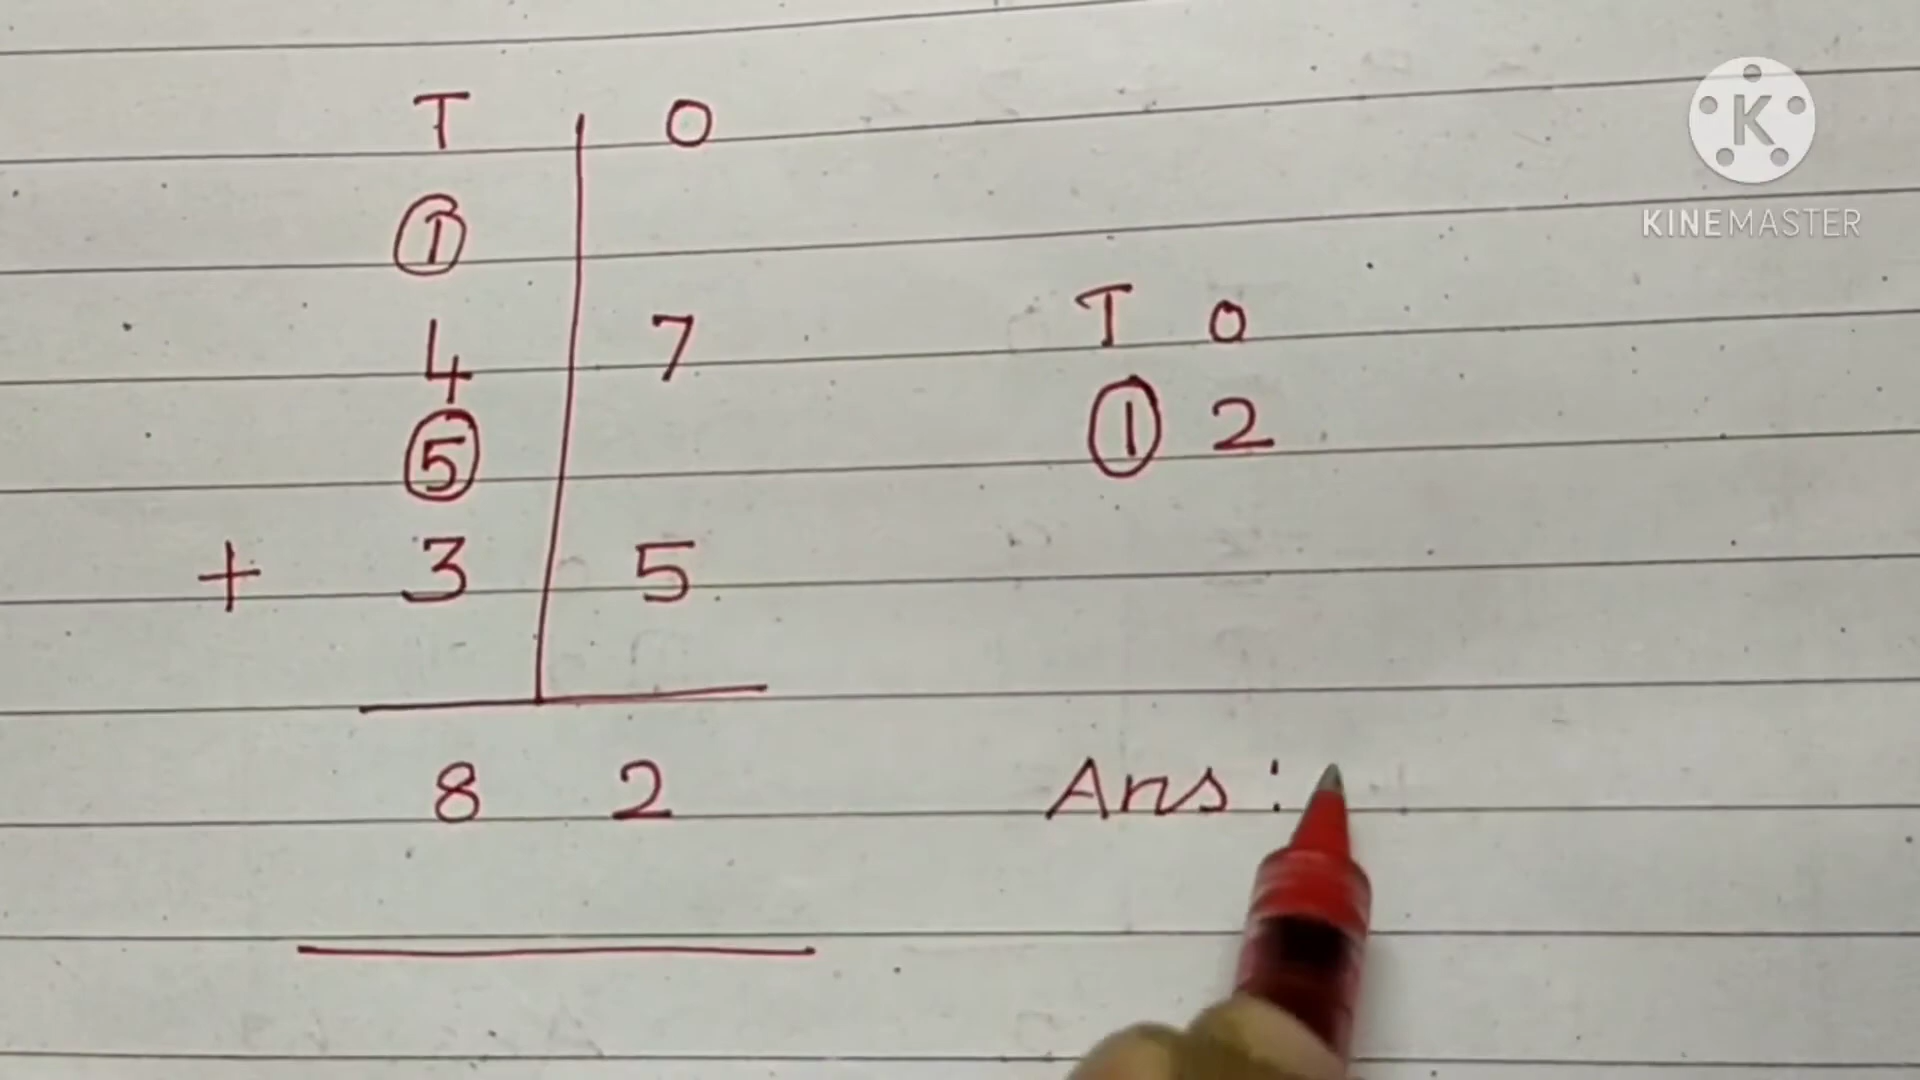 T O
①
4 7
⑤
+ 3 5
8 2
T O
① 2
Ans :
KINEMASTER